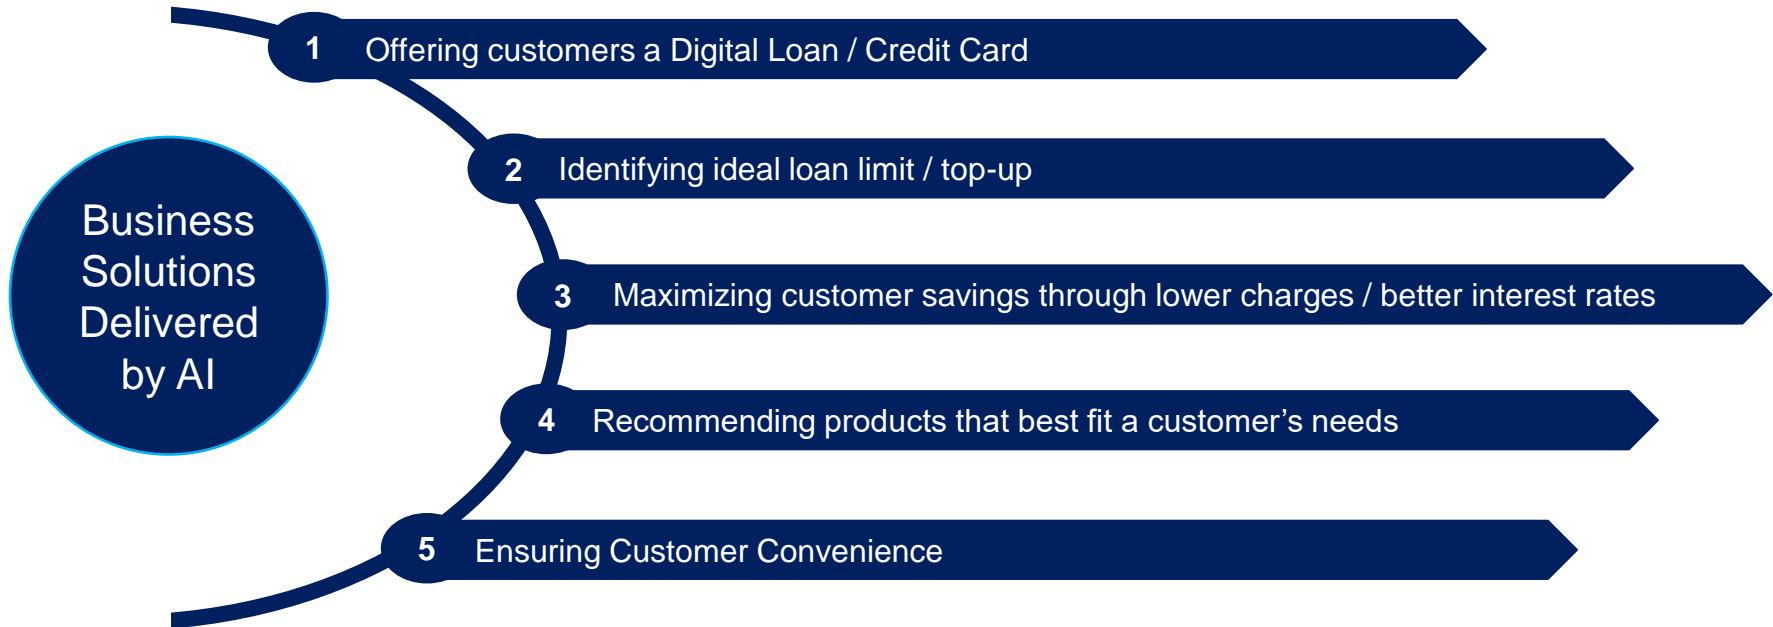 1
Offering customers a Digital Loan / Credit Card
2
Identifying ideal loan limit / top-up
Business
Solutions
Delivered
by AI
3
Maximizing customer savings through lower charges / better interest rates
4
Recommending products that best fit a customer’s needs
5
Ensuring Customer Convenience